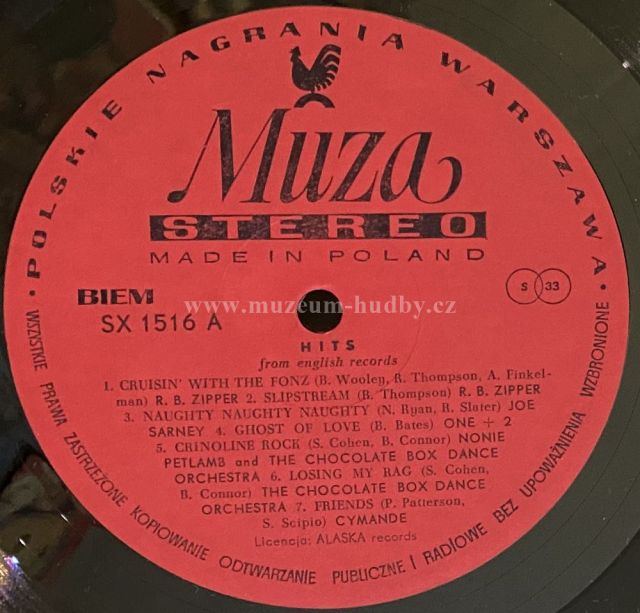 POLSKIE NAGRANIA WARSZAWA
Muza
STEREO
MADE IN POLAND
BIEM
SX 1516 A
S 33
www.muzeum-hudby.cz
HITS
from english records
1. CRUISIN' WITH THE FONZ (B. Wooley, R. Thompson, A. Finkel-
man) R. B. ZIPPER 2. SLIPSTREAM (R. Thompson) R. B. ZIPPER
3. NAUGHTY NAUGHTY NAUGHTY (N. Ryan, R. Slater) JOE
SARNEY 4. GHOST OF LOVE (B. Bates) ONE + 2
5. CRINOLINE ROCK (S. Cohen, B. Connor) NONIE
PETLAMB and THE CHOCOLATE BOX DANCE
ORCHESTRA 6. LOSING MY RAG (S. Cohen,
B. Connor) THE CHOCOLATE BOX DANCE
ORCHESTRA 7. FRIENDS (P. Patterson,
S. Scipio) CYMANDE
Licencja: ALASKA records
WSZYSTKIE PRAWA ZASTRZEŻONE KOPIOWANIE ODTWARZANIE PUBLICZNE I RADIOWE BEZ UPOWAŻNIENIA WZBRONIONE